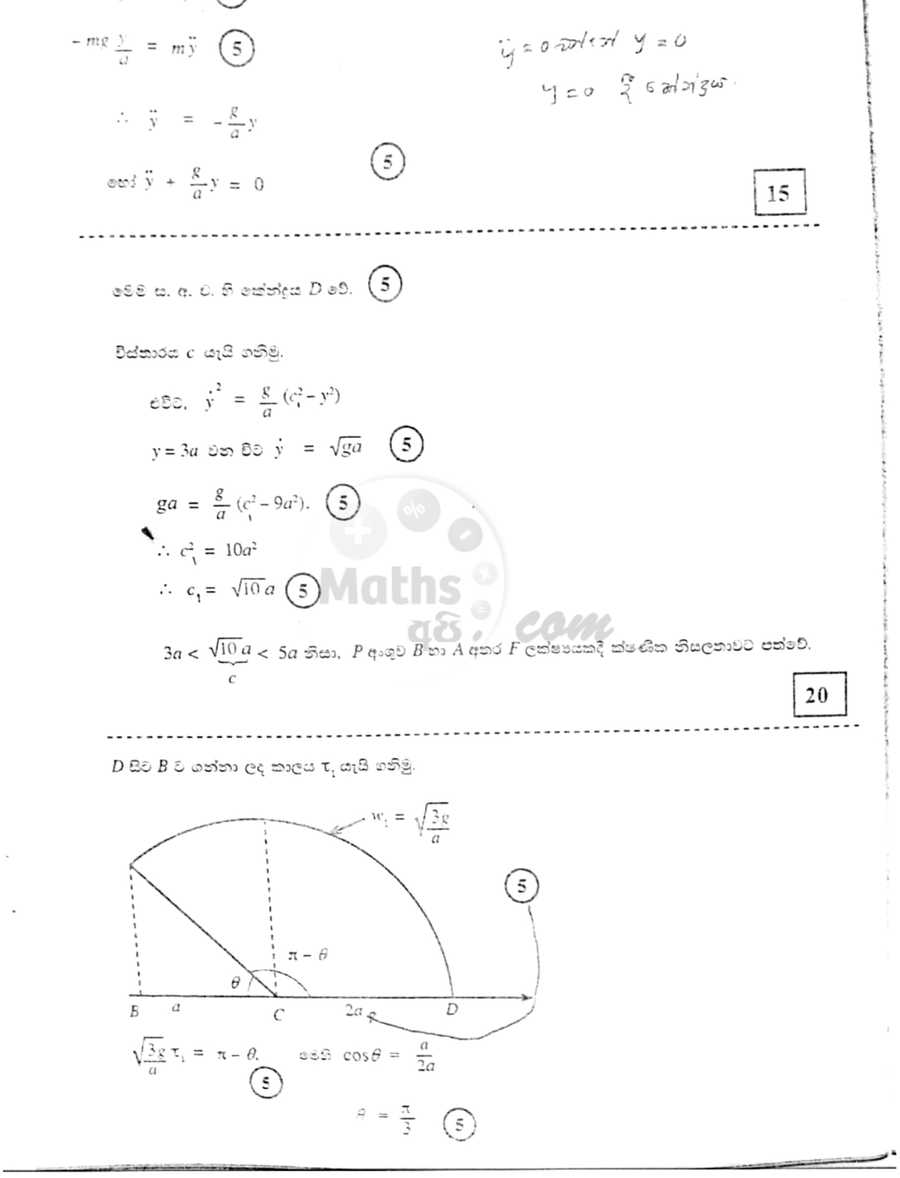 -mg y/a = mÿ (5)
ÿ = 0 වන්නේ y = 0
y = 0 දී කේන්ද්‍රය.
∴ ÿ = -g/a y
හෝ ÿ + g/a y = 0 (5)
15
මෙම ස. අ. ච. හි කේන්ද්‍රය D වේ. (5)
විස්තාරය c යැයි ගනිමු.
එවිට, ẏ² = g/a (c₁² – y²)
y = 3a වන විට ẏ = √ga (5)
ga = g/a (c₁² – 9a²). (5)
∴ c₁² = 10a²
∴ c₁ = √10 a (5)
Maths
අපි . com
3a < √10 a < 5a නිසා, P අංශුව B හා A අතර F ලක්ෂ්‍යයකදී ක්ෂණික නිසලතාවට පත්වේ.
c
20
D සිට B ට ගන්නා ලද කාලය τ₁ යැයි ගනිමු.
w₁ = √3g/a
(5)
π – θ
θ
B a C 2a D
√3g/a τ₁ = π – θ. මෙහි cosθ = a/2a
(5)
θ = π/3 (5)